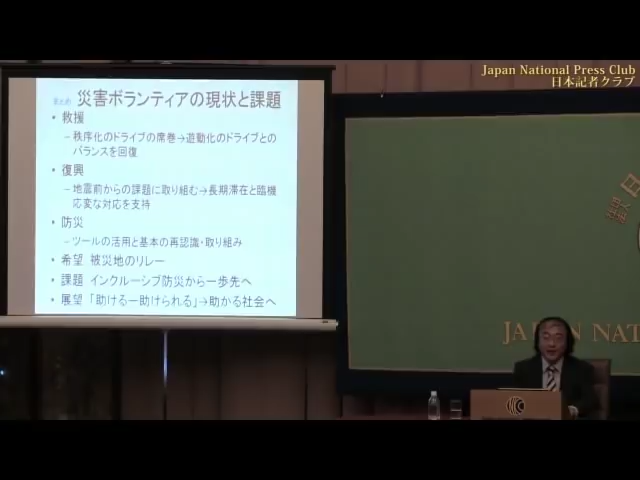 Japan National Press Club
日本記者クラブ
まとめ 災害ボランティアの現状と課題
• 救援
–秩序化のドライブの席巻→遊動化のドライブとの
バランスを回復
• 復興
–地震前からの課題に取り組む→長期滞在と臨機
応変な対応を支持
• 防災
–ツールの活用と基本の再認識・取り組み
• 希望 被災地のリレー
• 課題 インクルーシブ防災から一歩先へ
• 展望 「助ける―助けられる」→助かる社会へ
JAPAN NAT